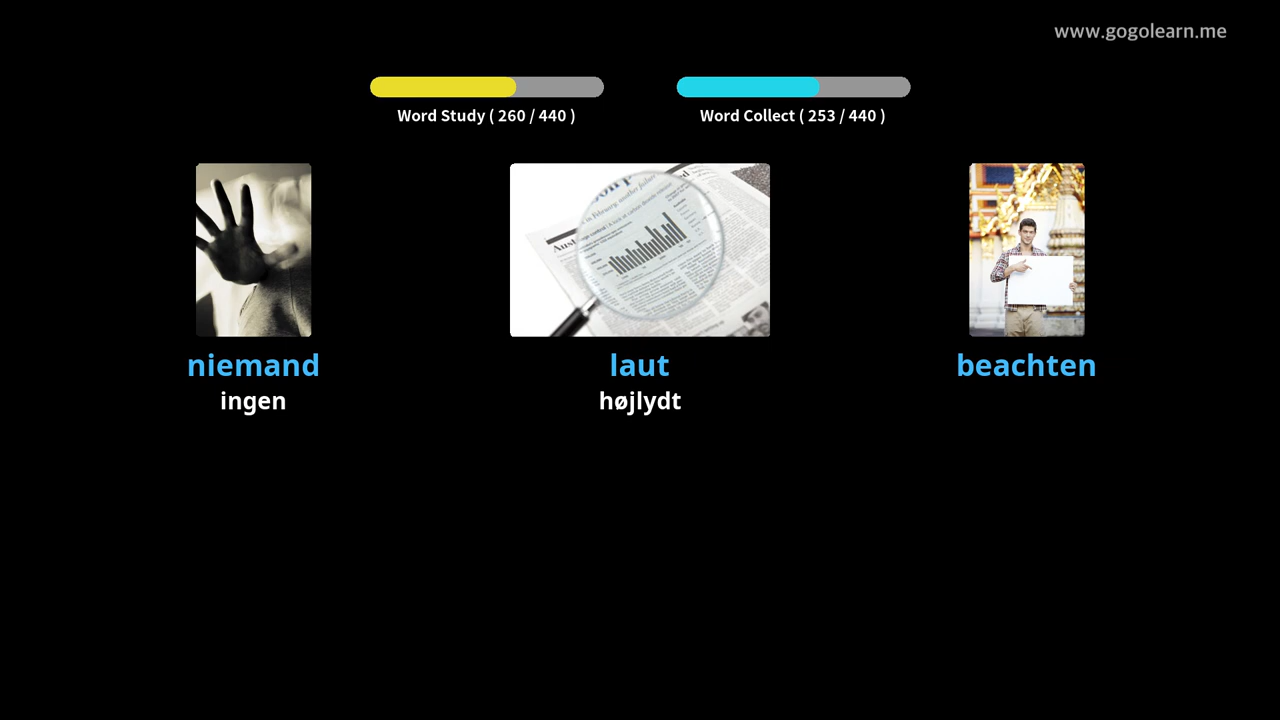 www.gogolearn.me
Word Study ( 260 / 440 )
Word Collect ( 253 / 440 )
niemand
laut
beachten
ingen
højlydt